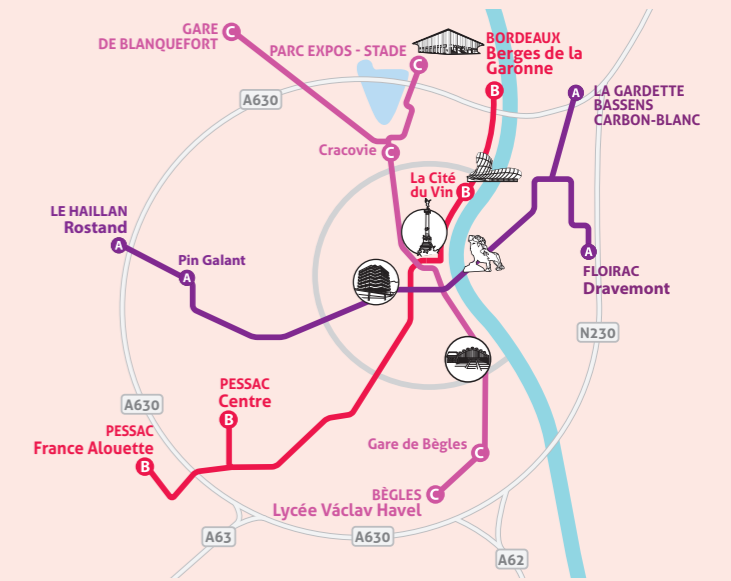 GARE
DE BLANQUEFORT
C
PARC EXPOS - STADE
C
BORDEAUX
Berges de la
Garonne
B
A
LA GARDETTE
BASSENS
CARBON-BLANC
A630
Cracovie
C
La Cité
du Vin
B
LE HAILLAN
Rostand
A
Pin Galant
A
A
FLOIRAC
Dravemont
N230
A630
PESSAC
Centre
B
PESSAC
France Alouette
B
Gare de Bègles
C
BÈGLES
Lycée Václav Havel
C
A63
A630
A62